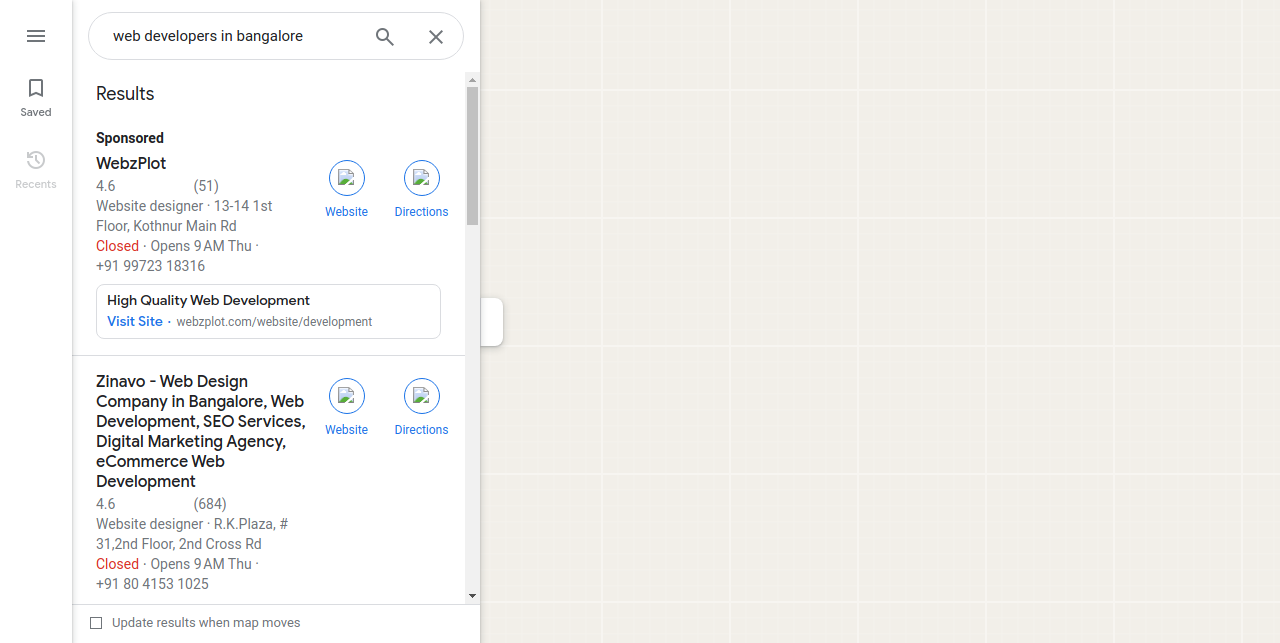 web developers in bangalore
Saved
Recents
Results
Sponsored
WebzPlot
4.6 (51)
Website designer · 13-14 1st
Floor, Kothnur Main Rd
Closed · Opens 9 AM Thu ·
+91 99723 18316
Website
Directions
High Quality Web Development
Visit Site · webzplot.com/website/development
Zinavo - Web Design
Company in Bangalore, Web
Development, SEO Services,
Digital Marketing Agency,
eCommerce Web
Development
4.6 (684)
Website designer · R.K.Plaza, #
31,2nd Floor, 2nd Cross Rd
Closed · Opens 9 AM Thu ·
+91 80 4153 1025
Website
Directions
Update results when map moves